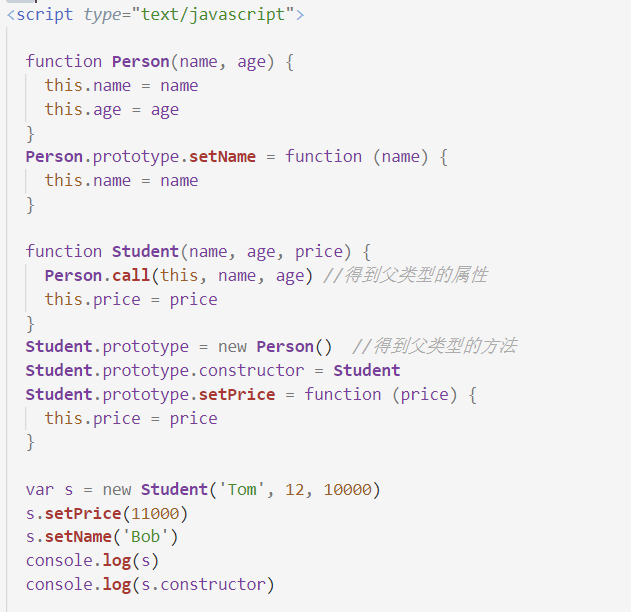 <script type="text/javascript">
function Person(name, age) {
this.name = name
this.age = age
}
Person.prototype.setName = function (name) {
this.name = name
}
function Student(name, age, price) {
Person.call(this, name, age) //得到父类型的属性
this.price = price
}
Student.prototype = new Person()  //得到父类型的方法
Student.prototype.constructor = Student
Student.prototype.setPrice = function (price) {
this.price = price
}
var s = new Student('Tom', 12, 10000)
s.setPrice(11000)
s.setName('Bob')
console.log(s)
console.log(s.constructor)